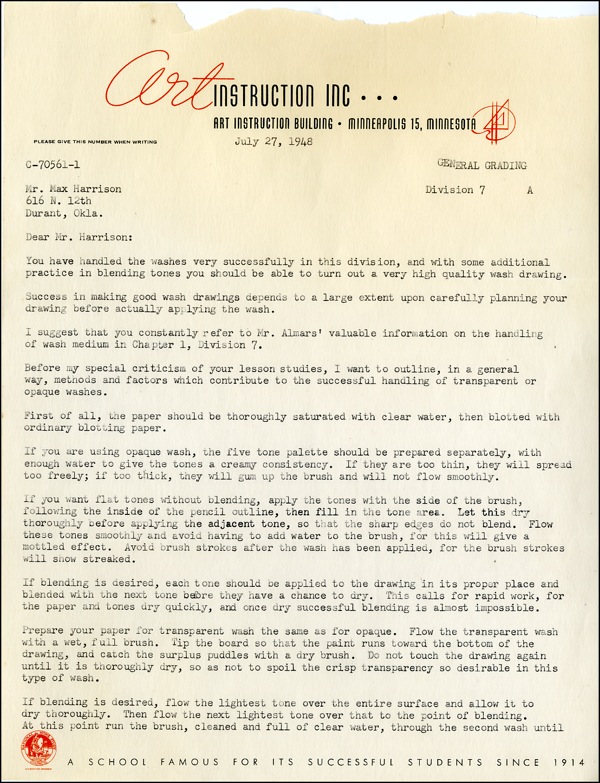 art INSTRUCTION INC • • •
ART INSTRUCTION BUILDING • MINNEAPOLIS 15, MINNESOTA
PLEASE GIVE THIS NUMBER WHEN WRITING
July 27, 1948
C-70561-1
GENERAL GRADING
Mr. Max Harrison
Division 7 A
616 N. 12th
Durant, Okla.
Dear Mr. Harrison:
You have handled the washes very successfully in this division, and with some additional
practice in blending tones you should be able to turn out a very high quality wash drawing.
Success in making good wash drawings depends to a large extent upon carefully planning your
drawing before actually applying the wash.
I suggest that you constantly refer to Mr. Almars' valuable information on the handling
of wash medium in Chapter 1, Division 7.
Before my special criticism of your lesson studies, I want to outline, in a general
way, methods and factors which contribute to the successful handling of transparent or
opaque washes.
First of all, the paper should be thoroughly saturated with clear water, then blotted with
ordinary blotting paper.
If you are using opaque wash, the five tone palette should be prepared separately, with
enough water to give the tones a creamy consistency. If they are too thin, they will spread
too freely; if too thick, they will gum up the brush and will not flow smoothly.
If you want flat tones without blending, apply the tones with the side of the brush,
following the inside of the pencil outline, then fill in the tone area. Let this dry
thoroughly before applying the adjacent tone, so that the sharp edges do not blend. Flow
these tones smoothly and avoid having to add water to the brush, for this will give a
mottled effect. Avoid brush strokes after the wash has been applied, for the brush strokes
will show streaked.
If blending is desired, each tone should be applied to the drawing in its proper place and
blended with the next tone before they have a chance to dry. This calls for rapid work, for
the paper and tones dry quickly, and once dry successful blending is almost impossible.
Prepare your paper for transparent wash the same as for opaque. Flow the transparent wash
with a wet, full brush. Tip the board so that the paint runs toward the bottom of the
drawing, and catch the surplus puddles with a dry brush. Do not touch the drawing again
until it is thoroughly dry, so as not to spoil the crisp transparency so desirable in this
type of wash.
If blending is desired, flow the lightest tone over the entire surface and allow it to
dry thoroughly. Then flow the next lightest tone over that to the point of blending.
At this point run the brush, cleaned and full of clear water, through the second wash until
A SCHOOL FAMOUS FOR ITS SUCCESSFUL STUDENTS SINCE 1914